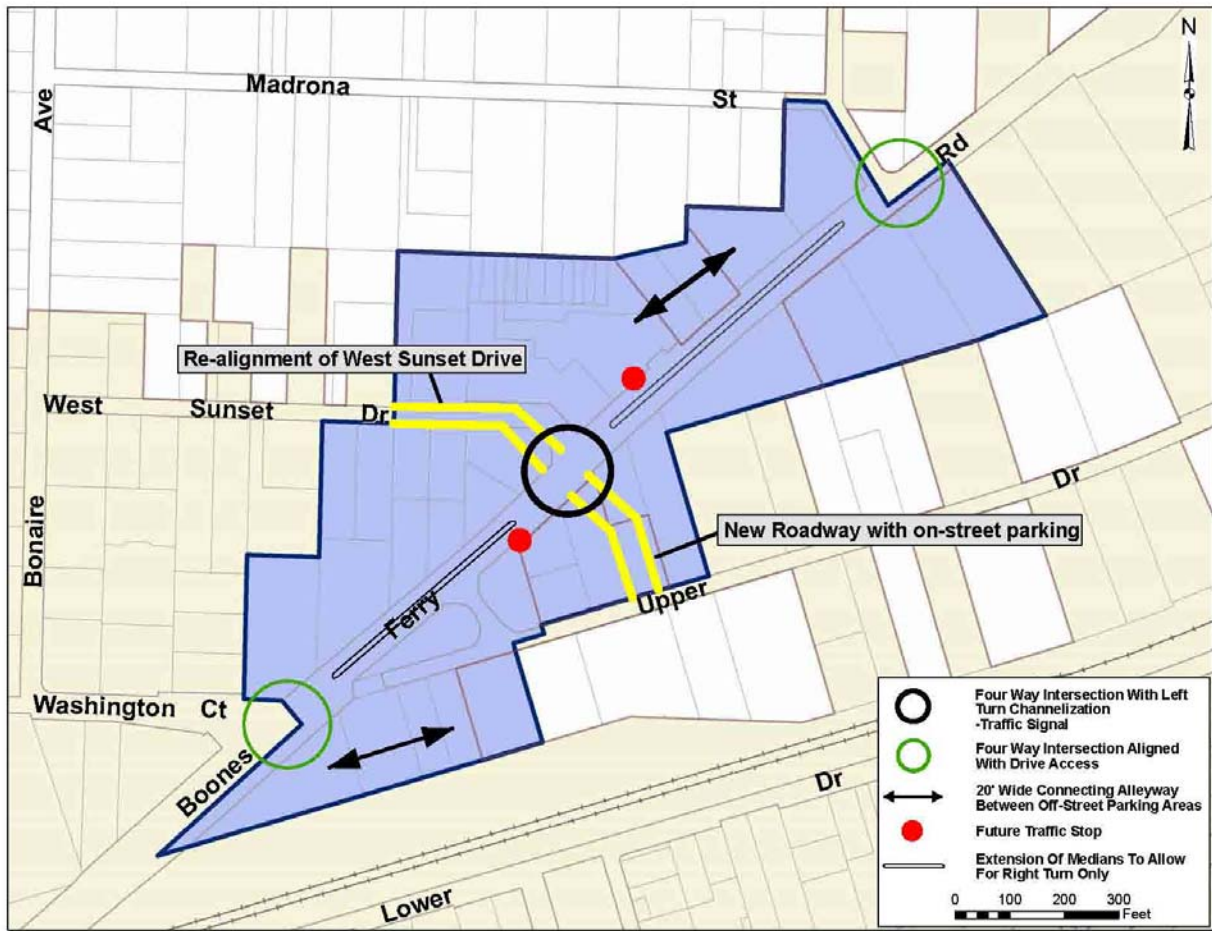 N
Madrona St
Ave
Rd
Re-alignment of West Sunset Drive
West Sunset Dr.
Dr
New Roadway with on-street parking
Bonaire
Upper
Ferry
Washington Ct
Boones
Dr
Lower
Four Way Intersection With Left
Turn Channelization
-Traffic Signal
Four Way Intersection Aligned
With Drive Access
20' Wide Connecting Alleyway
Between Off-Street Parking Areas
Future Traffic Stop
Extension Of Medians To Allow
For Right Turn Only
0 100 200 300
Feet